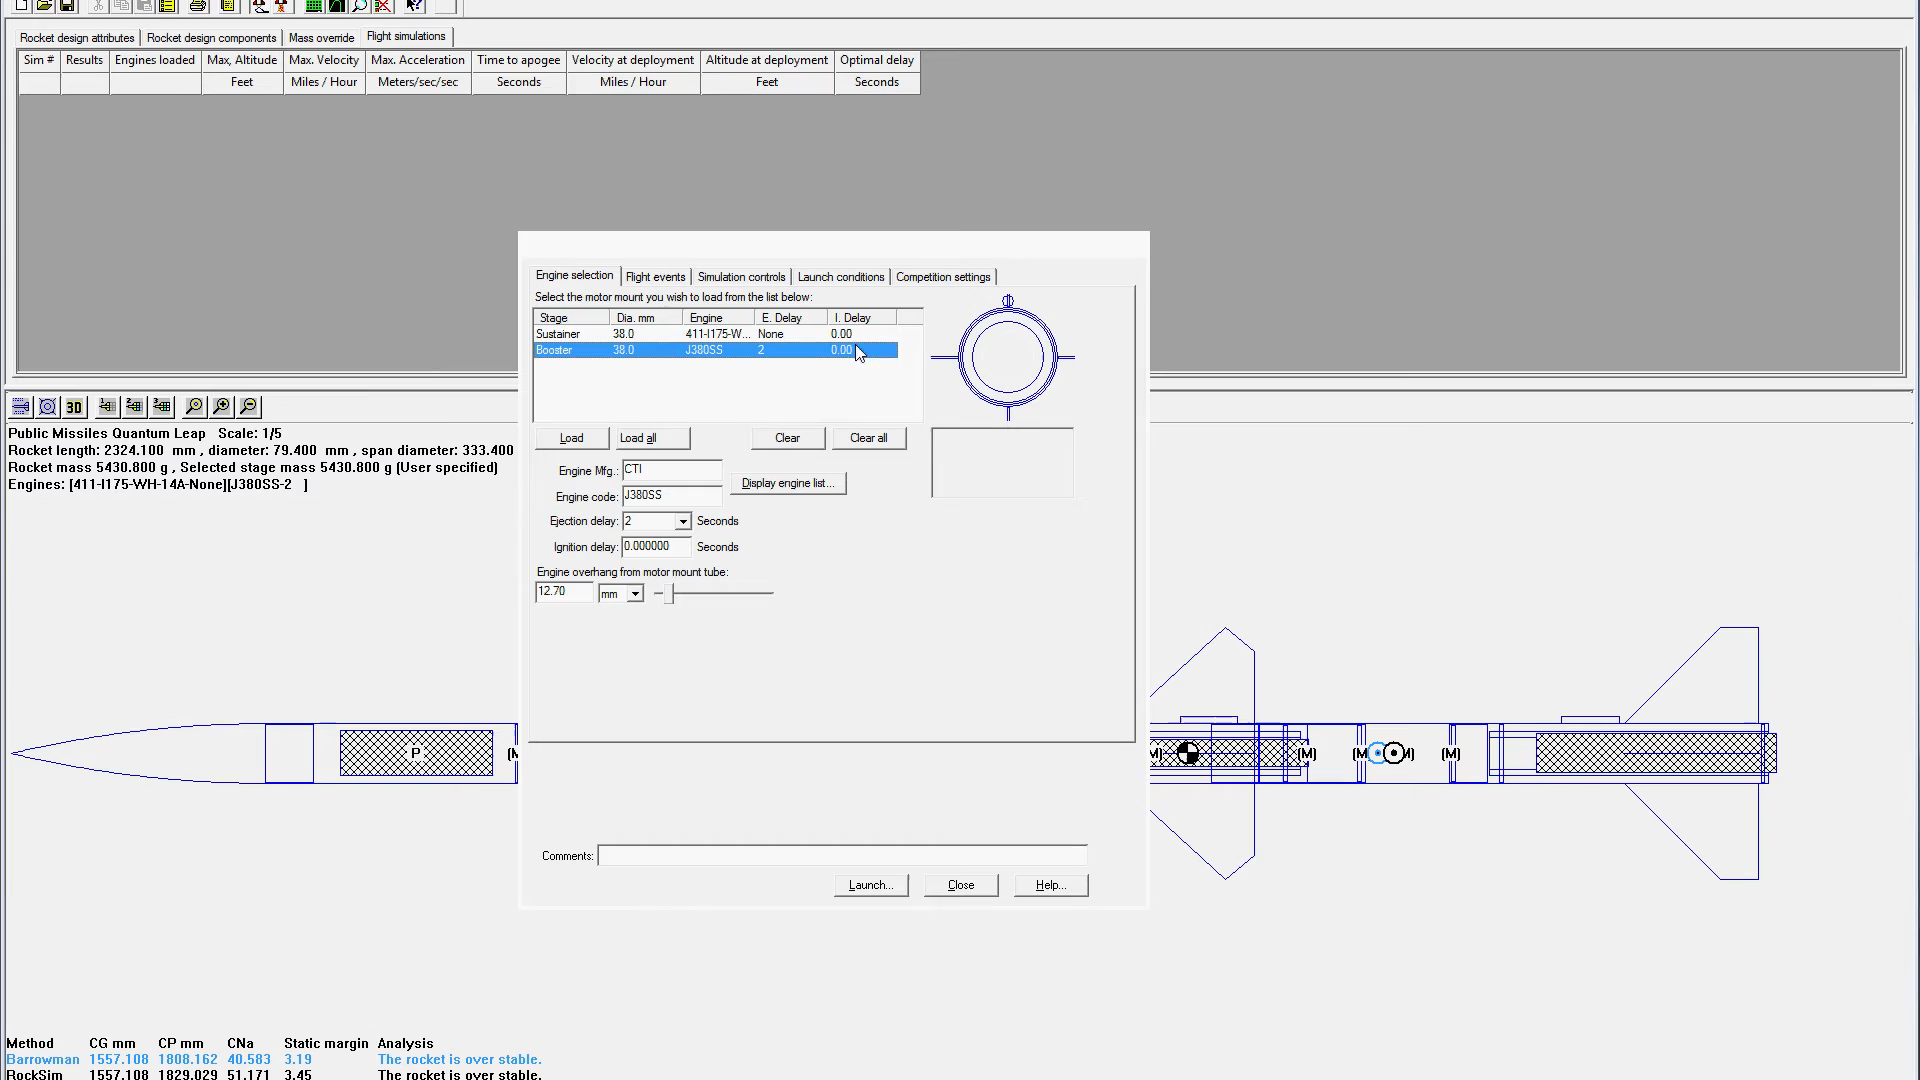 Rocket design attributes Rocket design components Mass override Flight simulations
Sim # Results Engines loaded Max, Altitude Max. Velocity Max. Acceleration Time to apogee Velocity at deployment Altitude at deployment Optimal delay
Feet Miles / Hour Meters/sec/sec Seconds Miles / Hour Feet Seconds
Engine selection Flight events Simulation controls Launch conditions Competition settings
Select the motor mount you wish to load from the list below:
Stage Dia. mm Engine E. Delay I. Delay
Sustainer 38.0 411-I175-W... None 0.00
Booster 38.0 J380SS 2 0.00
Load Load all Clear Clear all
Engine Mfg.: CTI
Display engine list...
Engine code: J380SS
Ejection delay: 2 Seconds
Ignition delay: 0.000000 Seconds
Engine overhang from motor mount tube:
12.70 mm
Comments:
Launch... Close Help...
3D
Public Missiles Quantum Leap Scale: 1/5
Rocket length: 2324.100 mm , diameter: 79.400 mm , span diameter: 333.400
Rocket mass 5430.800 g , Selected stage mass 5430.800 g (User specified)
Engines: [411-I175-WH-14A-None][J380SS-2 ]
P (M) (M) (M)
Method CG mm CP mm CNa Static margin Analysis
Barrowman 1557.108 1808.162 40.583 3.19 The rocket is over stable.
RockSim 1557.108 1829.029 51.171 3.45 The rocket is over stable.